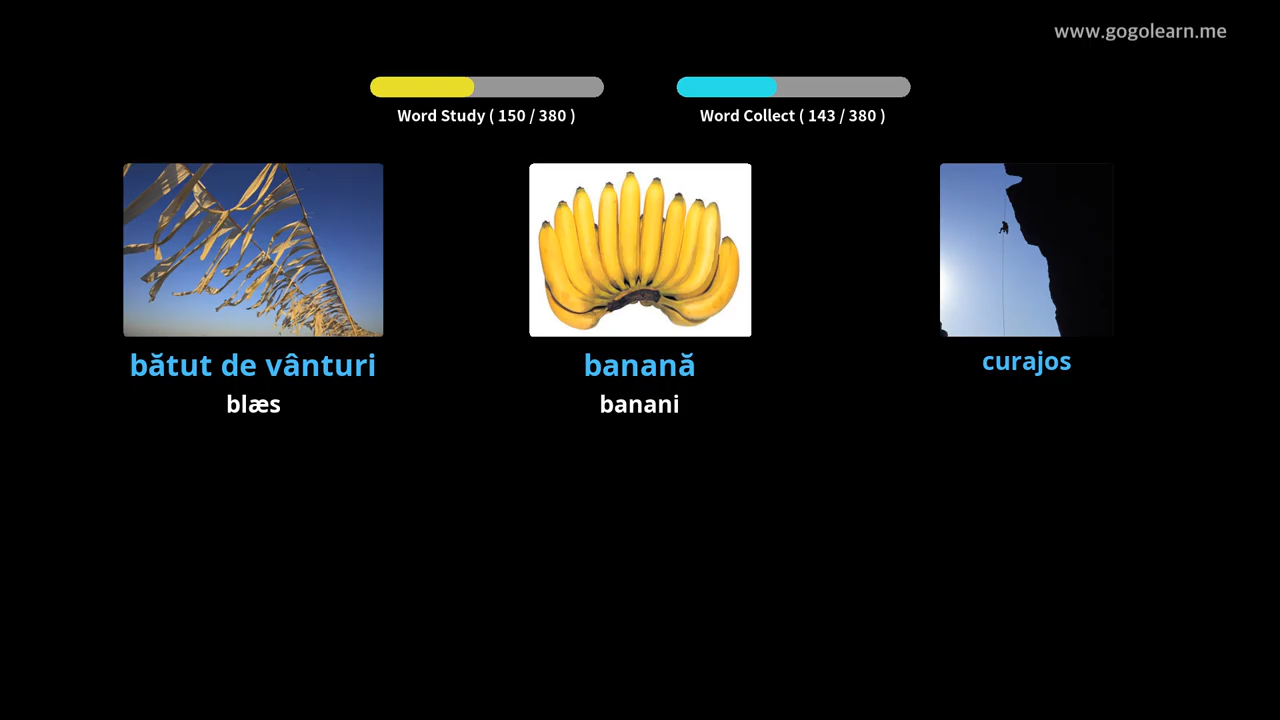 www.gogolearn.me
Word Study ( 150 / 380 )
Word Collect ( 143 / 380 )
bătut de vânturi
blæs
banană
banani
curajos